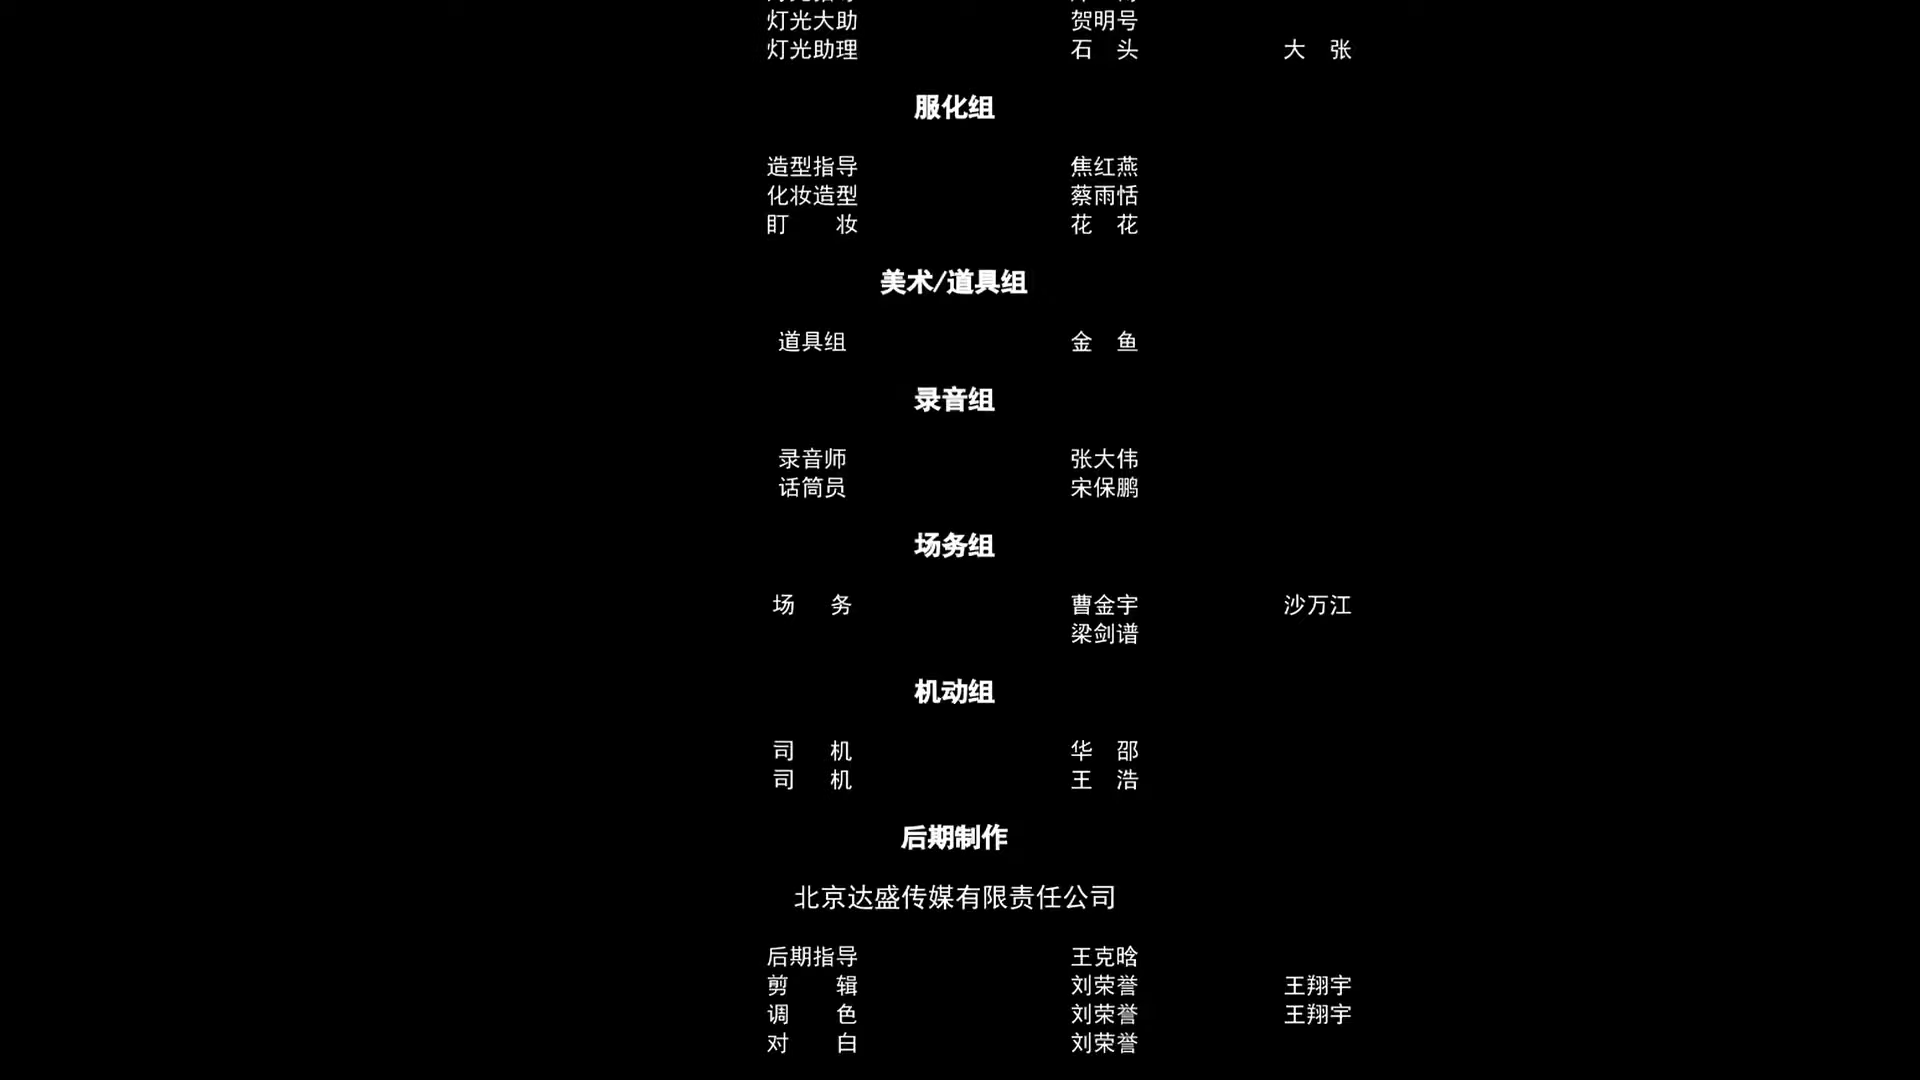 灯光大助 贺明号
灯光助理 石 头 大 张
服化组
造型指导 焦红燕
化妆造型 蔡雨恬
盯 妆 花 花
美术/道具组
道具组 金 鱼
录音组
录音师 张大伟
话筒员 宋保鹏
场务组
场 务 曹金宇 沙万江
梁剑谱
机动组
司 机 华 邵
司 机 王 浩
后期制作
北京达盛传媒有限责任公司
后期指导 王克晗
剪 辑 刘荣誉 王翔宇
调 色 刘荣誉 王翔宇
对 白 刘荣誉